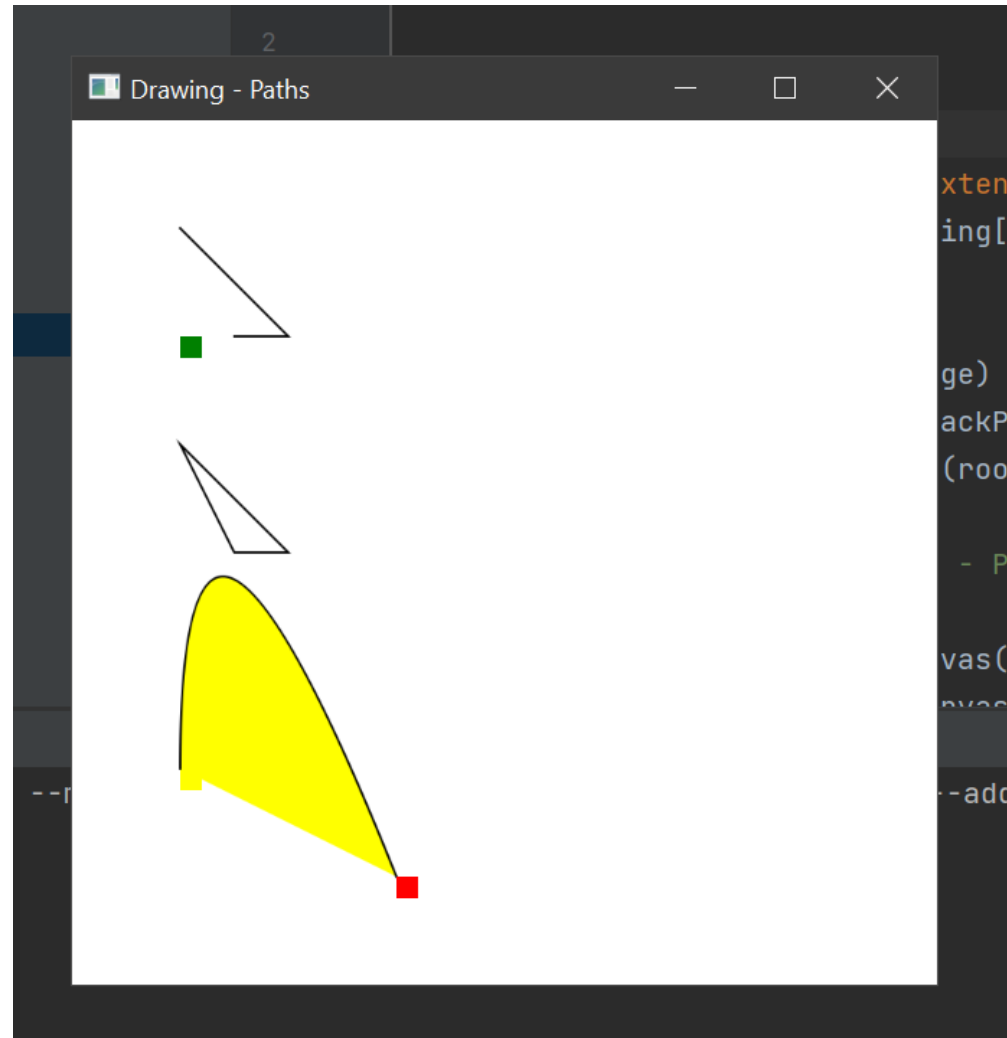 2
Drawing - Paths
xten
ing[
ge)
ackP
(roo
- P
vas(
--r
--add